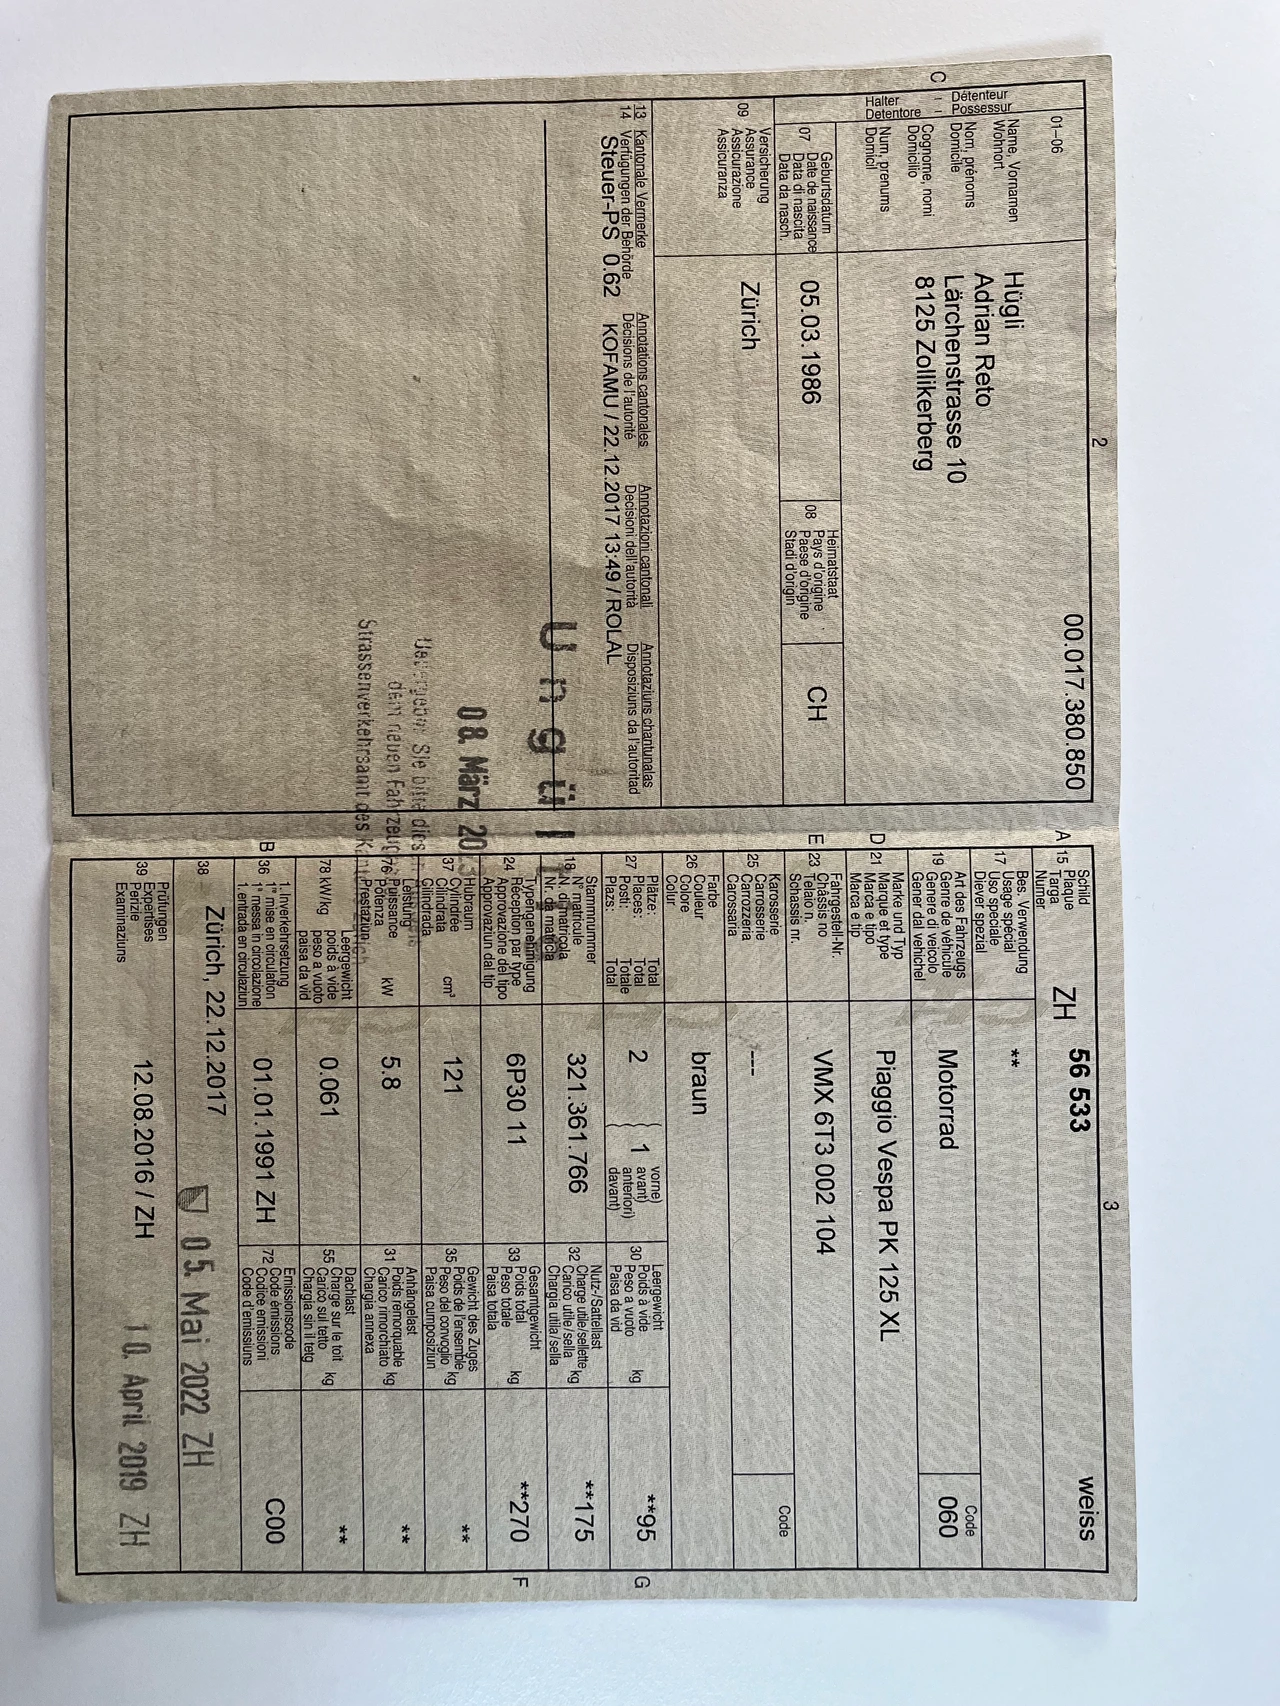 2
00.017.380.850
C
Détenteur – Halter
Possessur – Detentore
01–06
Name, Vornamen
Wohnort
Nom, prénoms
Domicile
Cognome, nomi
Domicilio
Num, prenums
Domicil
Hügli
Adrian Reto
Lärchenstrasse 10
8125 Zollikerberg
07
Geburtsdatum
Date de naissance
Data di nascita
Data da nasch.
05.03.1986
08
Heimatstaat
Pays d'origine
Paese d'origine
Stadi d'origin
CH
09
Versicherung
Assurance
Assicurazione
Assicuranza
Zürich
13 Kantonale Vermerke Annotations cantonales Annotazioni cantonali Annotaziuns chantunalas
14 Verfügungen der Behörde Décisions de l'autorité Decisioni dell'autorità Disposiziuns da l'autoritad
Steuer-PS 0.62 KOFAMU / 22.12.2017 13:49 / ROLAL
Ungültig
08. März
Sie bitte dies
dem neuen Fahrzeug
Strassenverkehrsamt des
3
A 15
Schild
Plaque
Targa
Numer
ZH 56 533 weiss
17
Bes. Verwendung
Usage spécial
Uso speciale
Diever spezial
**
19
Art des Fahrzeugs
Genre de véhicule
Genere di veicolo
Gener dal vehichel
Motorrad
Code
060
D 21
Marke und Typ
Marque et type
Marca e tipo
Marca e tip
Piaggio Vespa PK 125 XL
E 23
Fahrgestell-Nr.
Châssis no
Telaio n.
Schassis nr.
VMX 6T3 002 104
25
Karosserie
Carosserie
Carrozzeria
Carossaria
---
Code
26
Farbe
Couleur
Colore
Colur
braun
27
Plätze: Total
Places: Total
Posti: Totale
Plazs: Total
2
1
vorne)
avant)
anteriori)
davant)
30
Leergewicht
Poids à vide
Peso a vuoto
Paisa da vid
kg
**95
G
18
Stammnummer
N° matricule
N. matricola
Nr. da matricla
321.361.766
32
Nutz-/Sattellast
Charge utile/sellette
Carico utile/sella
Chargia utila/sella
kg
**175
24
Typengenehmigung
Réception par type
Approvazione del tipo
Approvaziun dal tip
6P30 11
33
Gesamtgewicht
Poids total
Peso totale
Paisa totala
kg
**270
F
37
Hubraum
Cylindrée
Cilindrata
Cilindrada
cm³
121
35
Gewicht des Zuges
Poids de l'ensemble
Peso del convoglio
Paisa cumposiziun
kg
**
76
Leistung
Puissance
Potenza
Prestaziun
kW
5.8
31
Anhängelast
Poids remorquable
Carico rimorchiato
Chargia annexa
kg
**
78 kW/kg
Leergewicht
poids à vide
peso a vuoto
paisa da vid
0.061
55
Dachlast
Charge sur le toit
Carico sul tetto
Chargia sin il tetg
kg
**
B 36
1. Inverkehrsetzung
1re mise en circulation
1a messa in circolazione
1. entrada en circulaziun
01.01.1991 ZH
72
Emissionscode
Code émissions
Codice emissioni
Code d'emissiuns
C00
38
Zürich, 22.12.2017
05. Mai 2022 ZH
39
Prüfungen
Expertises
Perizie
Examinaziuns
12.08.2016 / ZH
10. April 2019 ZH